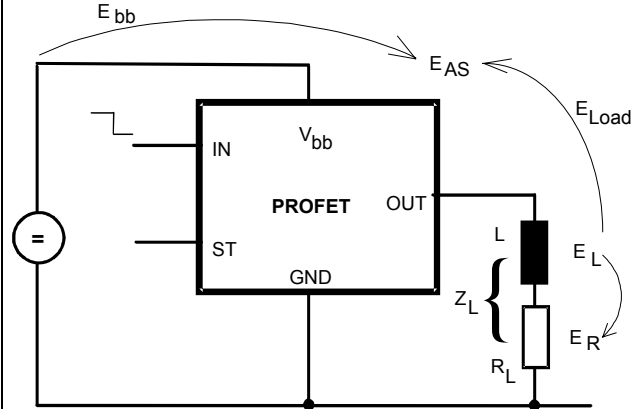 E bb
E AS
E Load
V bb
IN
PROFET
OUT
=
ST
L
E L
GND
Z L {
E R
R L